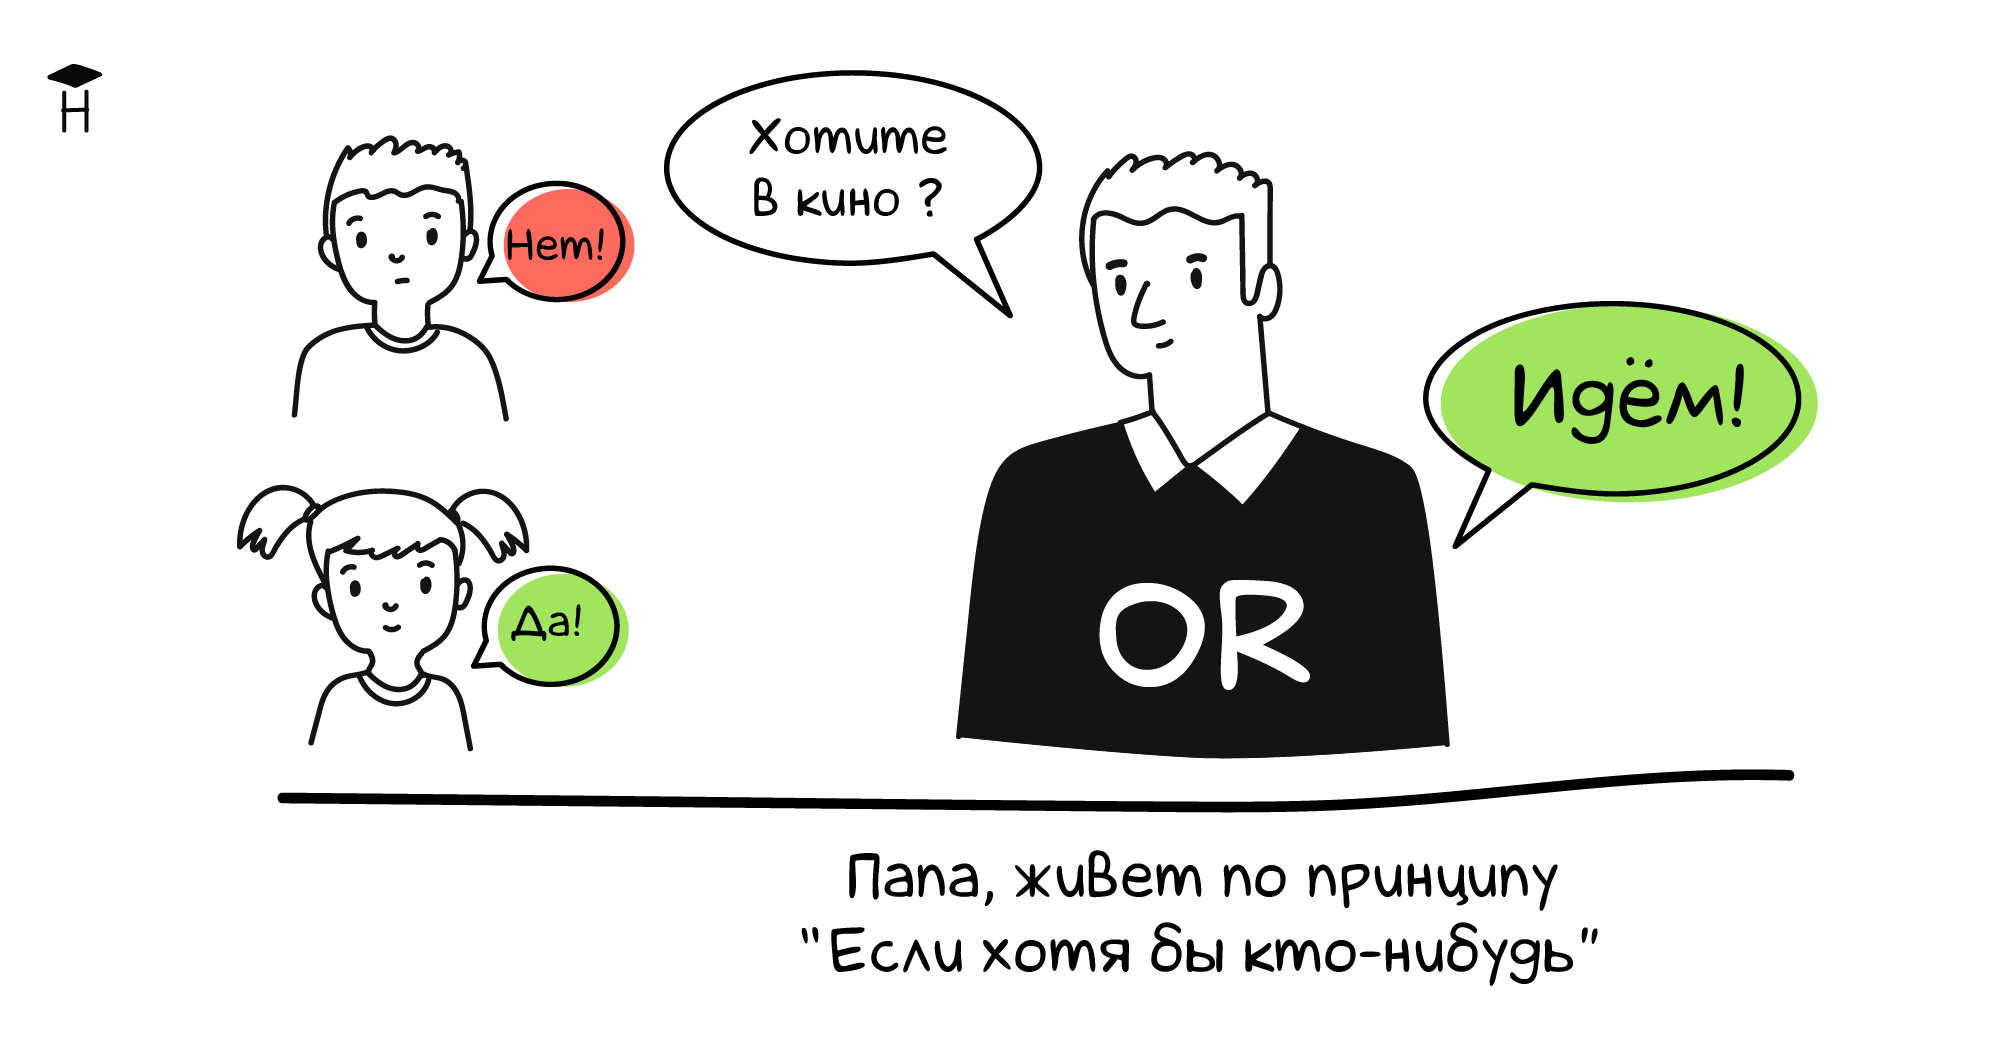 H
Хотите
в кино ?
Нет!
Идём!
Да!
OR
Папа, живет по принципу
"Если хотя бы кто-нибудь"